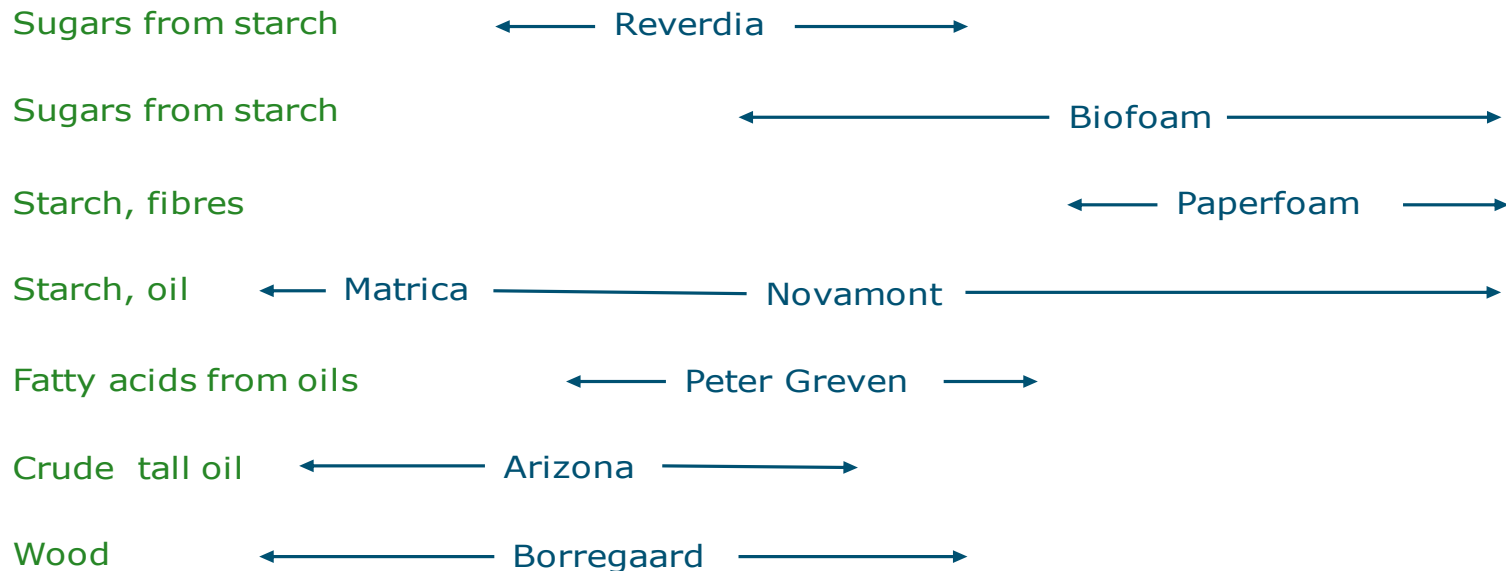 Sugars from starch Reverdia
Sugars from starch Biofoam
Starch, fibres Paperfoam
Starch, oil Matrica Novamont
Fatty acids from oils Peter Greven
Crude tall oil Arizona
Wood Borregaard